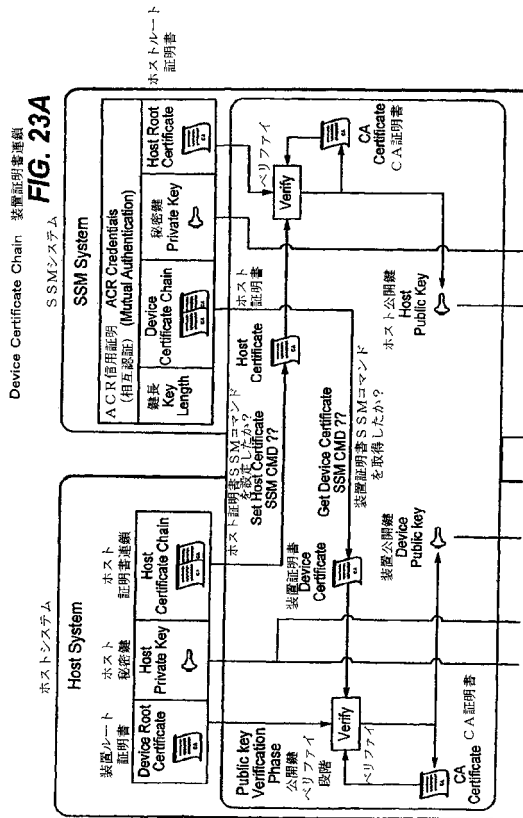 Device Certificate Chain 装置証明書連鎖
FIG. 23A
ホストシステム
Host System
装置ルート
証明書
Device Root
Certificate
ホスト
秘密鍵
Host
Private Key
ホスト
証明書連鎖
Host
Certificate Chain
SSMシステム
SSM System
ACR信用証明 ACR Credentials
(相互認証) (Mutual Authentication)
鍵長
Key
Length
Device
Certificate Chain
秘密鍵
Private Key
Host Root
Certificate
ホストルート
証明書
Public key
Verification
Phase
公開鍵
ベリファイ
段階
ホスト証明書SSMコマンド
を設定したか?
Set Host Certificate
SSM CMD ??
Host
Certificate
ホスト
証明書
ベリファイ
Verify
CA
Certificate
CA証明書
Get Device Certificate
SSM CMD ??
装置証明書SSMコマンド
を取得したか?
装置証明書
Device
Certificate
Verify
ベリファイ
CA
Certificate CA証明書
装置公開鍵
Device
Public key
ホスト公開鍵
Host
Public Key